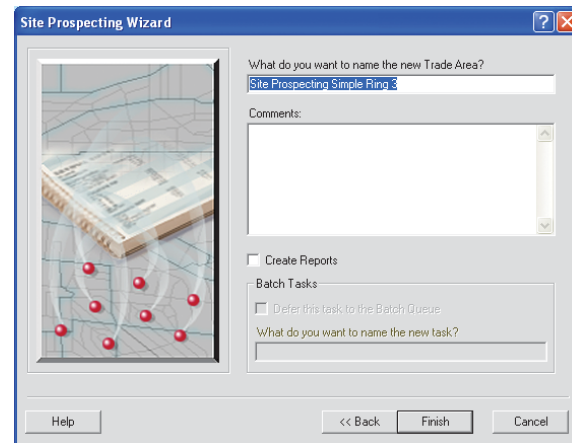 Site Prospecting Wizard
What do you want to name the new Trade Area?
Site Prospecting Simple Ring 3
Comments:
Create Reports
Batch Tasks
Defer this task to the Batch Queue
What do you want to name the new task?
Help
<< Back
Finish
Cancel